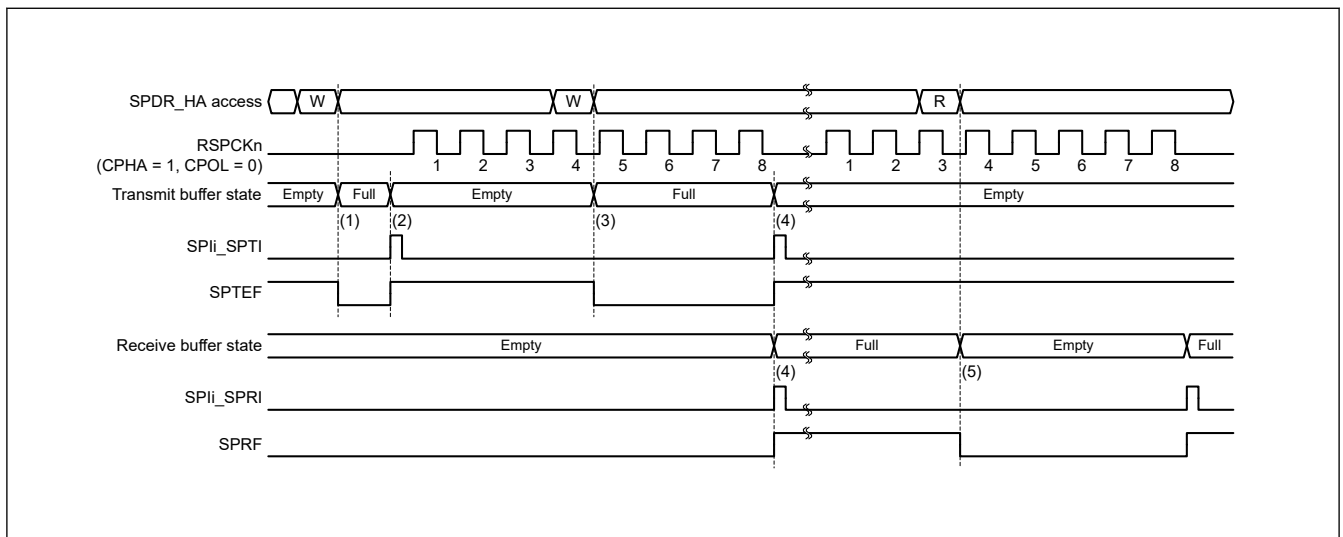 SPDR_HA access W W R
RSPCKn
(CPHA = 1, CPOL = 0)
1 2 3 4 5 6 7 8 1 2 3 4 5 6 7 8
Transmit buffer state Empty Full Empty Full Empty
(1) (2) (3) (4)
SPIi_SPTI
SPTEF
Receive buffer state Empty Full Empty Full
(4) (5)
SPIi_SPRI
SPRF